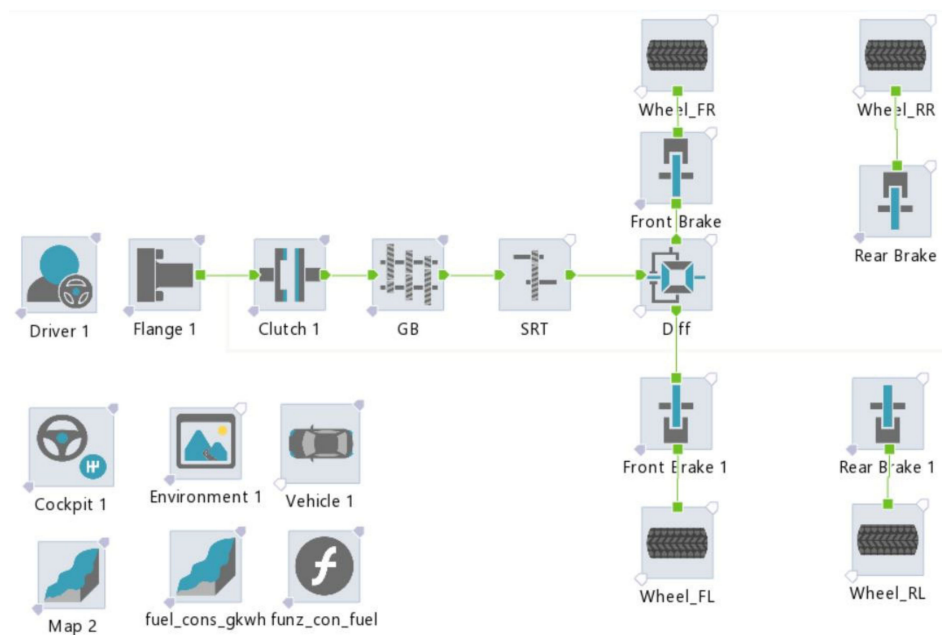 Wheel_FR
Wheel_RR
Front Brake
Rear Brake
Driver 1
Flange 1
Clutch 1
GB
SRT
Diff
Front Brake 1
Rear Brake 1
Cockpit 1
Environment 1
Vehicle 1
Wheel_FL
Wheel_RL
Map 2
fuel_cons_gkwh
funz_con_fuel